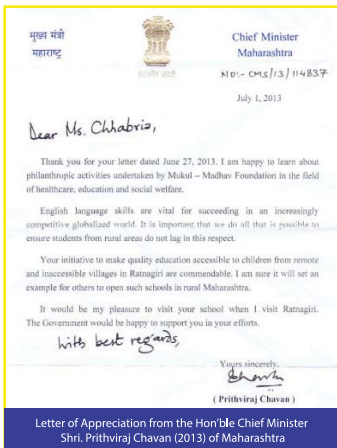 मुख्य मंत्री
महाराष्ट्र
सत्यमेव जयते
Chief Minister
Maharashtra
No:- CMS/13/114837
July 1, 2013
Dear Ms. Chhabria,
Thank you for your letter dated June 27, 2013. I am happy to learn about
philanthropic activities undertaken by Mukul – Madhav Foundation in the field
of healthcare, education and social welfare.
English language skills are vital for succeeding in an increasingly
competitive globalized world. It is important that we do all that is possible to
ensure students from rural areas do not lag in this respect.
Your initiative to make quality education accessible to children from remote
and inaccessible villages in Ratnagiri are commendable. I am sure it will set an
example for others to open such schools in rural Maharashtra.
It would be my pleasure to visit your school when I visit Ratnagiri.
The Government would be happy to support you in your efforts.
With best regards,
Yours sincerely,
( Prithviraj Chavan )
Letter of Appreciation from the Hon'ble Chief Minister
Shri. Prithviraj Chavan (2013) of Maharashtra